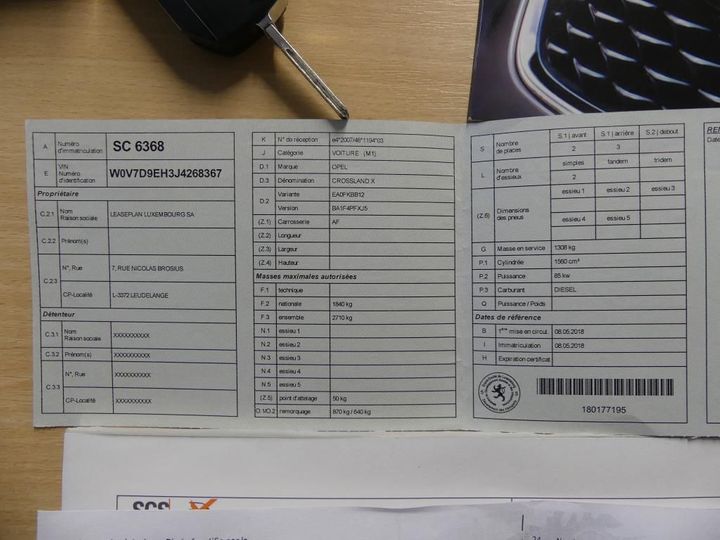 A Numéro d'immatriculation SC 6368
E VIN Numéro d'identification W0V7D9EH3J4268367
Propriétaire
C.2.1 Nom Raison sociale LEASEPLAN LUXEMBOURG SA
C.2.2 Prénom(s)
C.2.3 N°, Rue 7, RUE NICOLAS BROSIUS
CP-Localité L-3372 LEUDELANGE
Détenteur
C.3.1 Nom Raison sociale XXXXXXXXXX
C.3.2 Prénom(s) XXXXXXXXXX
C.3.3 N°, Rue XXXXXXXXXX
CP-Localité XXXXXXXXXX
K N° de réception e4*2007/46*1194*03
J Catégorie VOITURE (M1)
D.1 Marque OPEL
D.3 Dénomination CROSSLAND X
D.2 Variante EA0FKBB12
Version BA1F4PFXJ5
(Z.1) Carrosserie AF
(Z.2) Longueur
(Z.3) Largeur
(Z.4) Hauteur
Masses maximales autorisées
F.1 technique
F.2 nationale 1840 kg
F.3 ensemble 2710 kg
N.1 essieu 1
N.2 essieu 2
N.3 essieu 3
N.4 essieu 4
N.5 essieu 5
(Z.5) point d'attelage 50 kg
O.1/O.2 remorquage 870 kg / 640 kg
S Nombre de places
S.1 | avant S.1 | arrière S.2 | debout
2 3
L Nombre d'essieux
simples tandem tridem
2
(Z.6) Dimensions des pneus
essieu 1 essieu 2 essieu 3
essieu 4 essieu 5
G Masse en service 1308 kg
P.1 Cylindrée 1560 cm³
P.2 Puissance 85 kw
P.3 Carburant DIESEL
Q Puissance / Poids
Dates de référence
B 1ère mise en circul. 08.05.2018
I Immatriculation 08.05.2018
H Expiration certificat
180177195
SGS